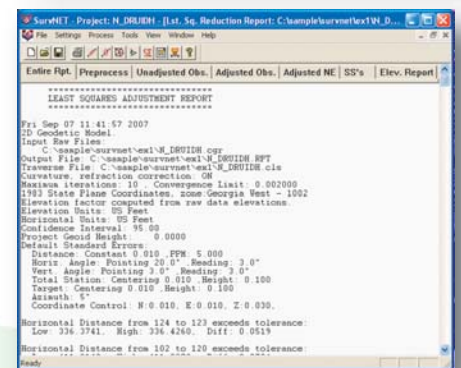 SurvNET - Project: N_DRUIDH - [Lst. Sq. Reduction Report: C:\sample\survnet\ex1\N_D...
File Settings Process Tools View Window Help
Entire Rpt. Preprocess Unadjusted Obs. Adjusted Obs. Adjusted NE SS's Elev. Report
==============================
LEAST SQUARES ADJUSTMENT REPORT
==============================
Fri Sep 07 11:41:57 2007
2D Geodetic Model.
Input Raw Files:
C:\sample\survnet\ex1\N_DRUIDH.cgr
Output File: C:\sample\survnet\ex1\N_DRUIDH.RPT
Traverse File: C:\sample\survnet\ex1\N_DRUIDH.cls
Curvature, refraction correction: ON
Maximum iterations: 10 , Convergence Limit: 0.002000
1983 State Plane Coordinates, zone:Georgia West - 1002
Elevation factor computed from raw data elevations.
Elevation Units: US Feet
Horizontal Units: US Feet
Confidence Interval: 95.00
Project Geoid Height: 0.0000
Default Standard Errors:
Distance: Constant 0.010 ,PPM: 5.000
Horiz. Angle: Pointing 20.0" ,Reading: 3.0"
Vert. Angle: Pointing 3.0" ,Reading: 3.0"
Total Station: Centering 0.010 ,Height: 0.100
Target: Centering 0.010 ,Height: 0.100
Azimuth: 5"
Coordinate Control: N:0.010, E:0.010, Z:0.030,
Horizontal Distance from 124 to 123 exceeds tolerance:
Low: 336.3741, High: 336.4260, Diff: 0.0519
Horizontal Distance from 102 to 120 exceeds tolerance:
Ready